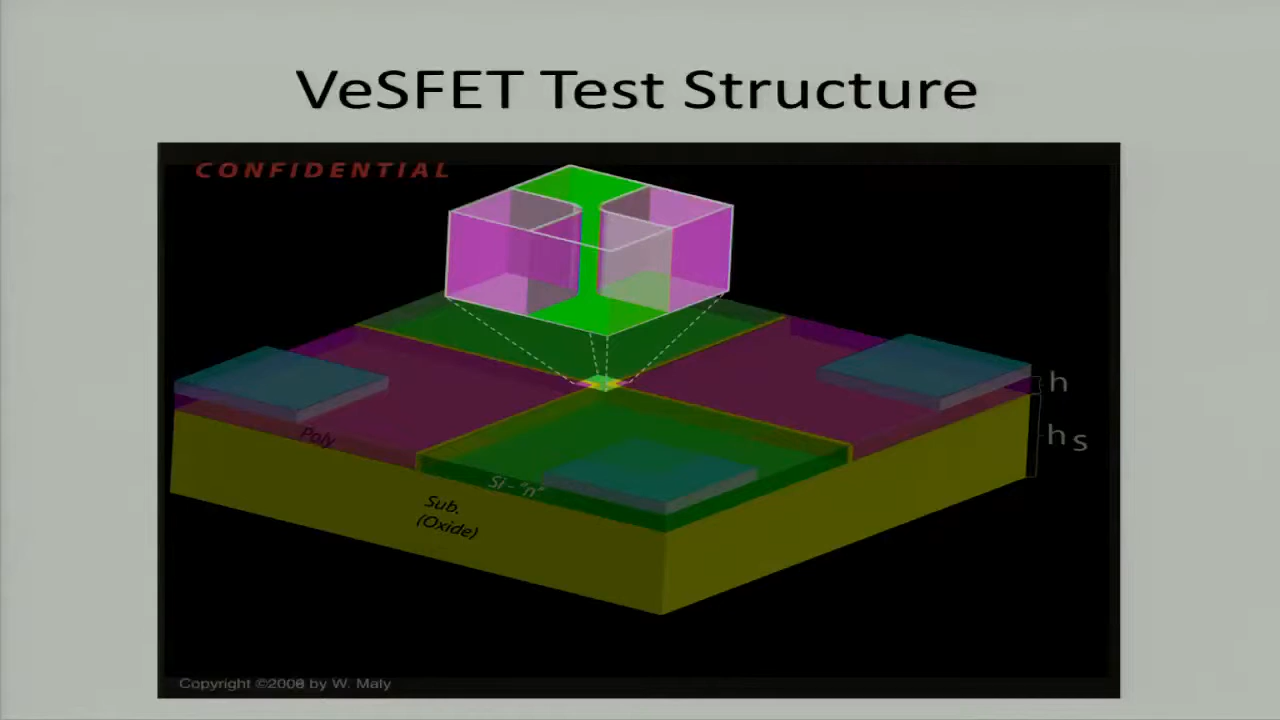 VeSFET Test Structure
CONFIDENTIAL
h
hs
Poly
Si - "n"
Sub.
(Oxide)
Copyright ©2008 by W. Maly